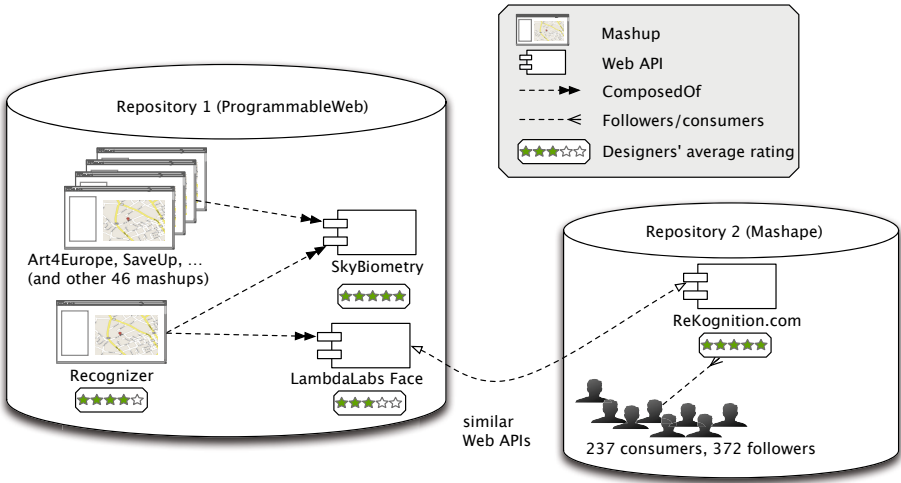 Mashup
Web API
ComposedOf
Followers/consumers
Designers' average rating
Repository 1 (ProgrammableWeb)
Art4Europe, SaveUp, ...
(and other 46 mashups)
SkyBiometry
Recognizer
LambdaLabs Face
similar
Web APIs
Repository 2 (Mashape)
ReKognition.com
237 consumers, 372 followers